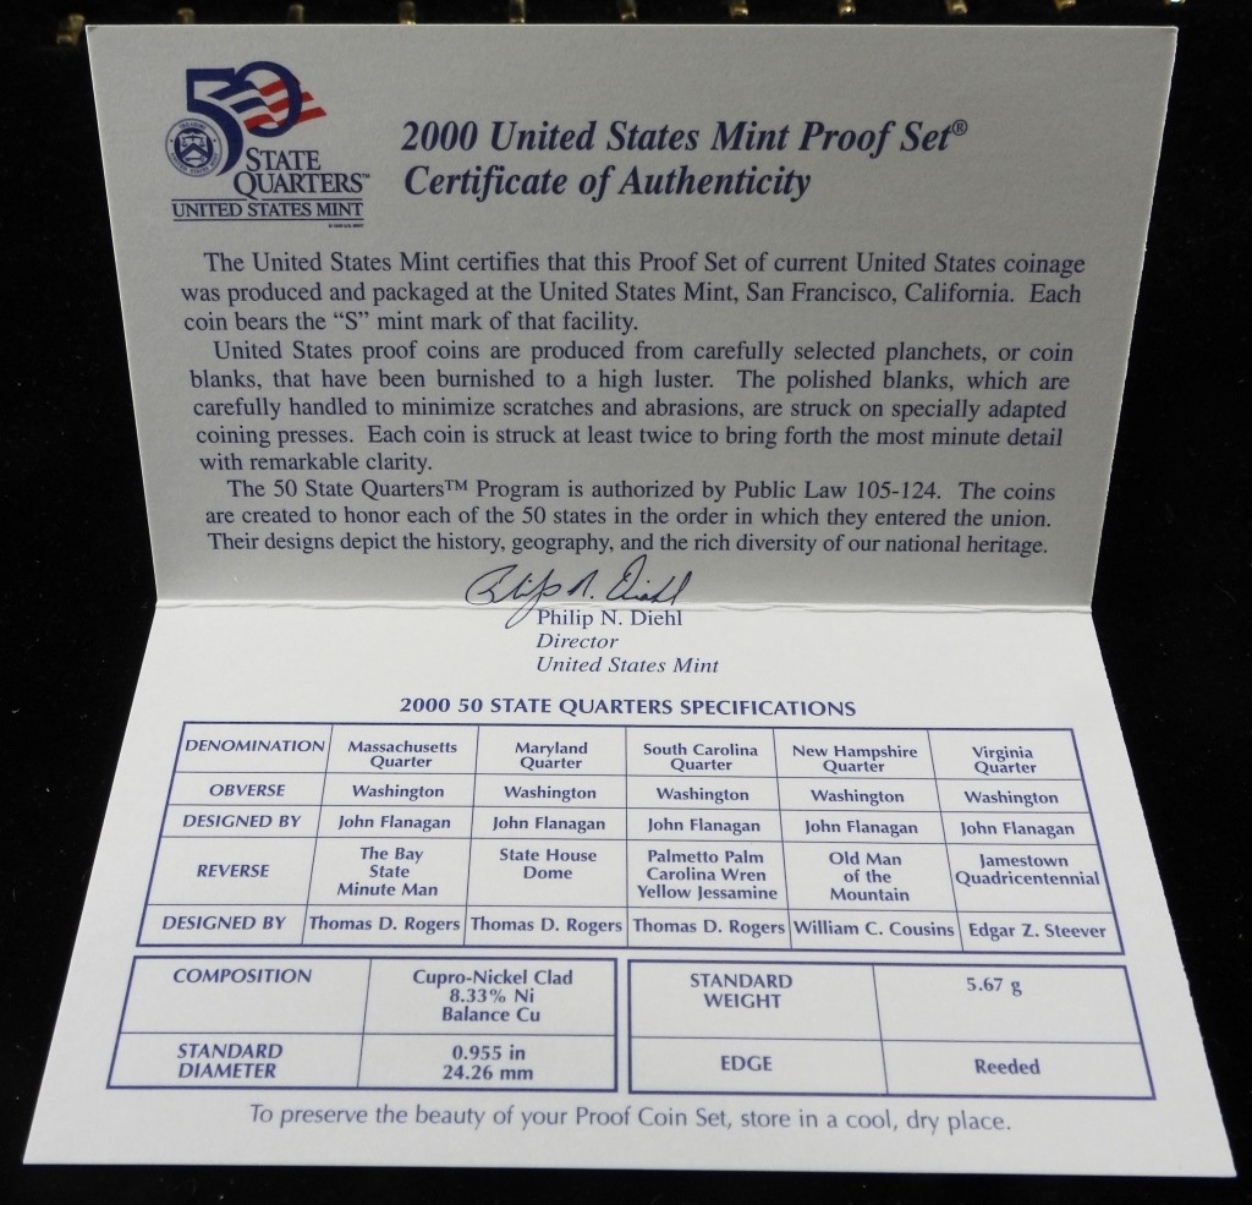 50
STATE
QUARTERS™
UNITED STATES MINT
2000 United States Mint Proof Set®
Certificate of Authenticity
The United States Mint certifies that this Proof Set of current United States coinage
was produced and packaged at the United States Mint, San Francisco, California. Each
coin bears the “S” mint mark of that facility.
United States proof coins are produced from carefully selected planchets, or coin
blanks, that have been burnished to a high luster. The polished blanks, which are
carefully handled to minimize scratches and abrasions, are struck on specially adapted
coining presses. Each coin is struck at least twice to bring forth the most minute detail
with remarkable clarity.
The 50 State Quarters™ Program is authorized by Public Law 105-124. The coins
are created to honor each of the 50 states in the order in which they entered the union.
Their designs depict the history, geography, and the rich diversity of our national heritage.
Philip N. Diehl
Philip N. Diehl
Director
United States Mint
2000 50 STATE QUARTERS SPECIFICATIONS
DENOMINATION Massachusetts Quarter Maryland Quarter South Carolina Quarter New Hampshire Quarter Virginia Quarter
OBVERSE Washington Washington Washington Washington Washington
DESIGNED BY John Flanagan John Flanagan John Flanagan John Flanagan John Flanagan
REVERSE The Bay State Minute Man State House Dome Palmetto Palm Carolina Wren Yellow Jessamine Old Man of the Mountain Jamestown Quadricentennial
DESIGNED BY Thomas D. Rogers Thomas D. Rogers Thomas D. Rogers William C. Cousins Edgar Z. Steever
COMPOSITION Cupro-Nickel Clad
8.33% Ni
Balance Cu
STANDARD DIAMETER 0.955 in
24.26 mm
STANDARD WEIGHT 5.67 g
EDGE Reeded
To preserve the beauty of your Proof Coin Set, store in a cool, dry place.